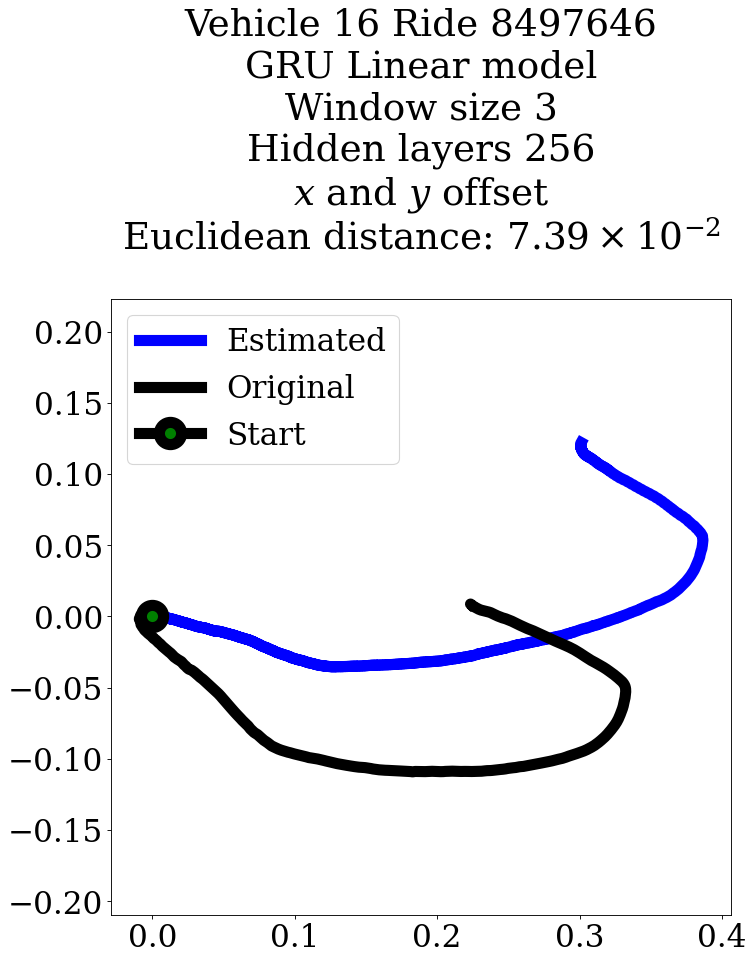 Vehicle 16 Ride 8497646
GRU Linear model
Window size 3
Hidden layers 256
x and y offset
Euclidean distance: 7.39 × 10⁻²
Estimated
Original
Start
0.20
0.15
0.10
0.05
0.00
−0.05
−0.10
−0.15
−0.20
0.0 0.1 0.2 0.3 0.4